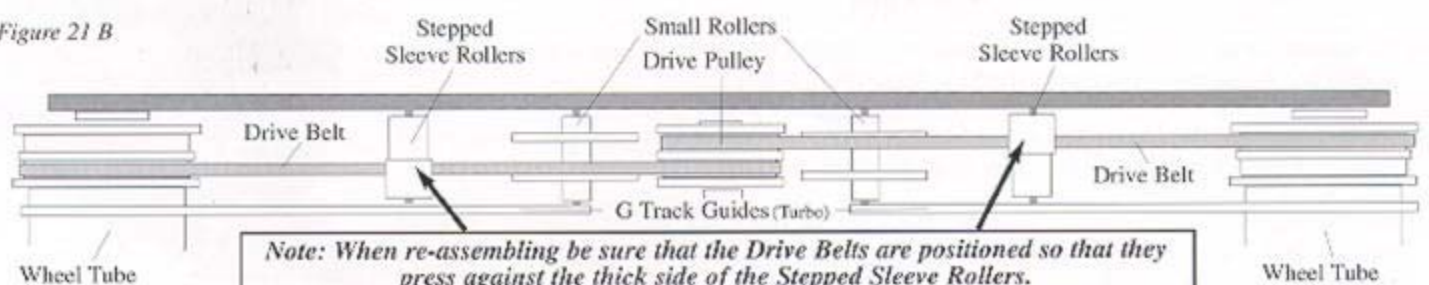 Figure 21 B
Stepped
Sleeve Rollers
Small Rollers
Drive Pulley
Stepped
Sleeve Rollers
Drive Belt
Drive Belt
G Track Guides (Turbo)
Wheel Tube
Note: When re-assembling be sure that the Drive Belts are positioned so that they
press against the thick side of the Stepped Sleeve Rollers.
Wheel Tube